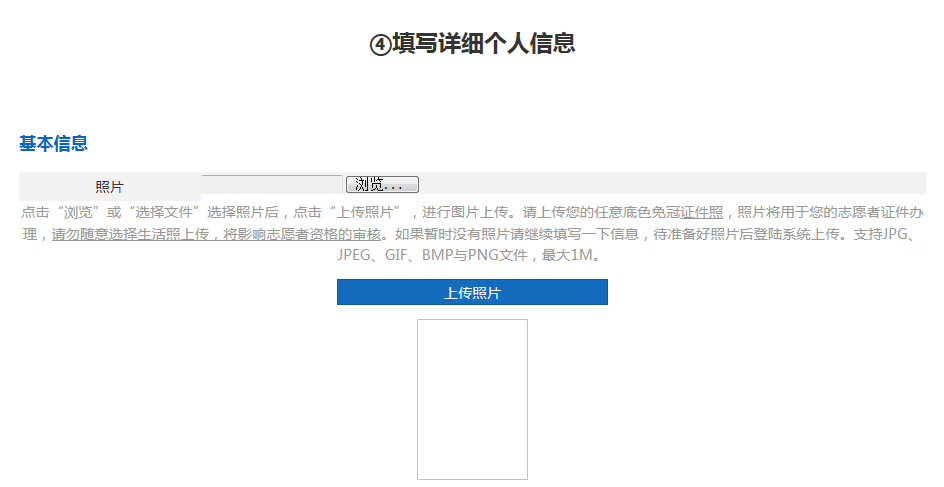 ④填写详细个人信息
基本信息
照片 浏览...
点击“浏览”或“选择文件”选择照片后，点击“上传照片”，进行图片上传。请上传您的任意底色免冠证件照，照片将用于您的志愿者证件办
理，请勿随意选择生活照上传，将影响志愿者资格的审核。如果暂时没有照片请继续填写一下信息，待准备好照片后登陆系统上传。支持JPG、
JPEG、GIF、BMP与PNG文件，最大1M。
上传照片